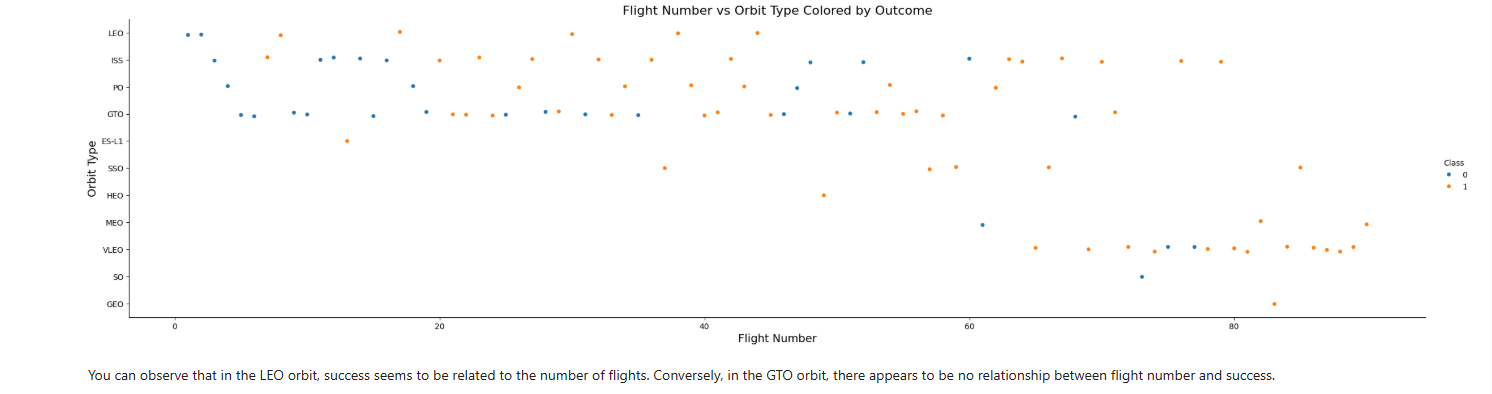 Flight Number vs Orbit Type Colored by Outcome
LEO
ISS
PO
GTO
ES-L1
SSO
HEO
MEO
VLEO
SO
GEO
Orbit Type
0
20
40
60
80
Flight Number
Class
0
1
You can observe that in the LEO orbit, success seems to be related to the number of flights. Conversely, in the GTO orbit, there appears to be no relationship between flight number and success.